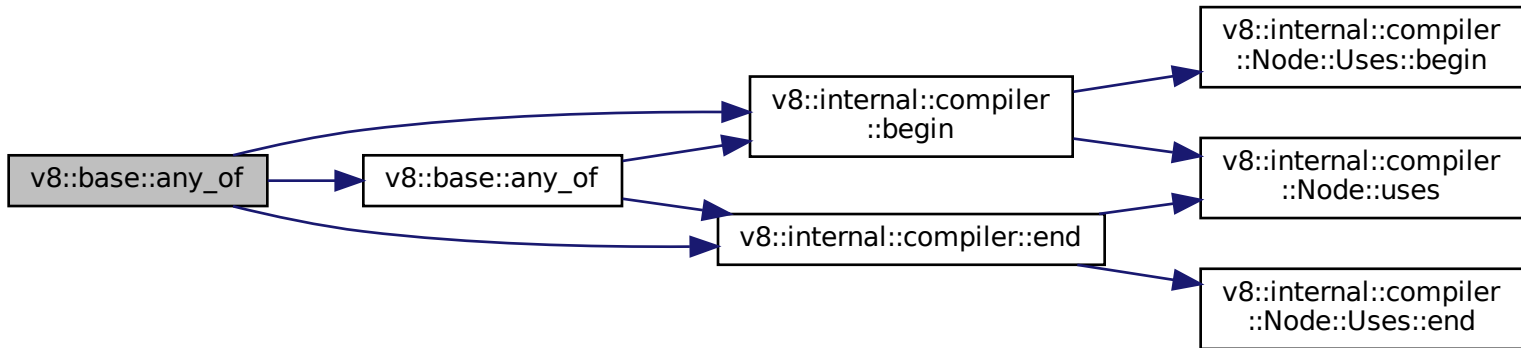 v8::base::any_of
v8::base::any_of
v8::internal::compiler
::begin
v8::internal::compiler::end
v8::internal::compiler
::Node::Uses::begin
v8::internal::compiler
::Node::uses
v8::internal::compiler
::Node::Uses::end